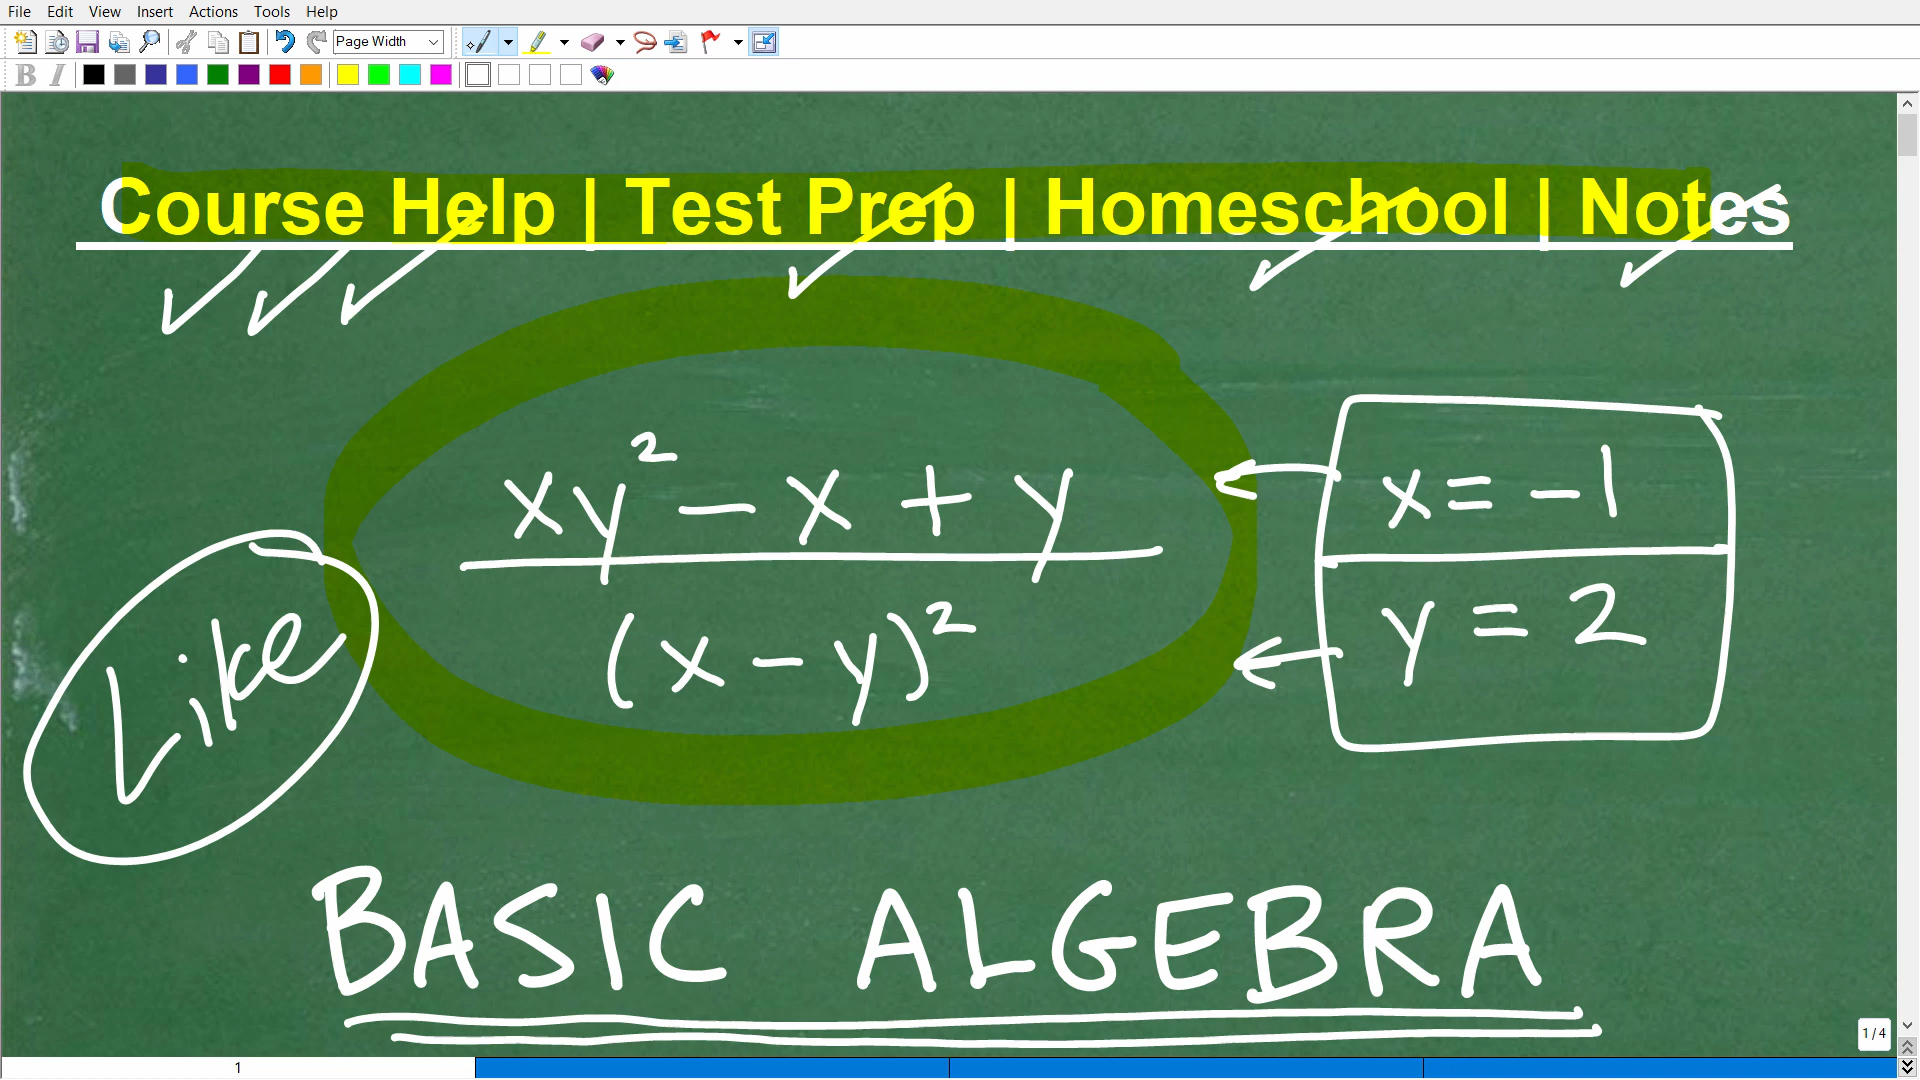 File Edit View Insert Actions Tools Help
Page Width
B I
Course Help | Test Prep | Homeschool | Notes
xy² - x + y
(x - y)²
x = -1
y = 2
Like
BASIC ALGEBRA
1 / 4
1